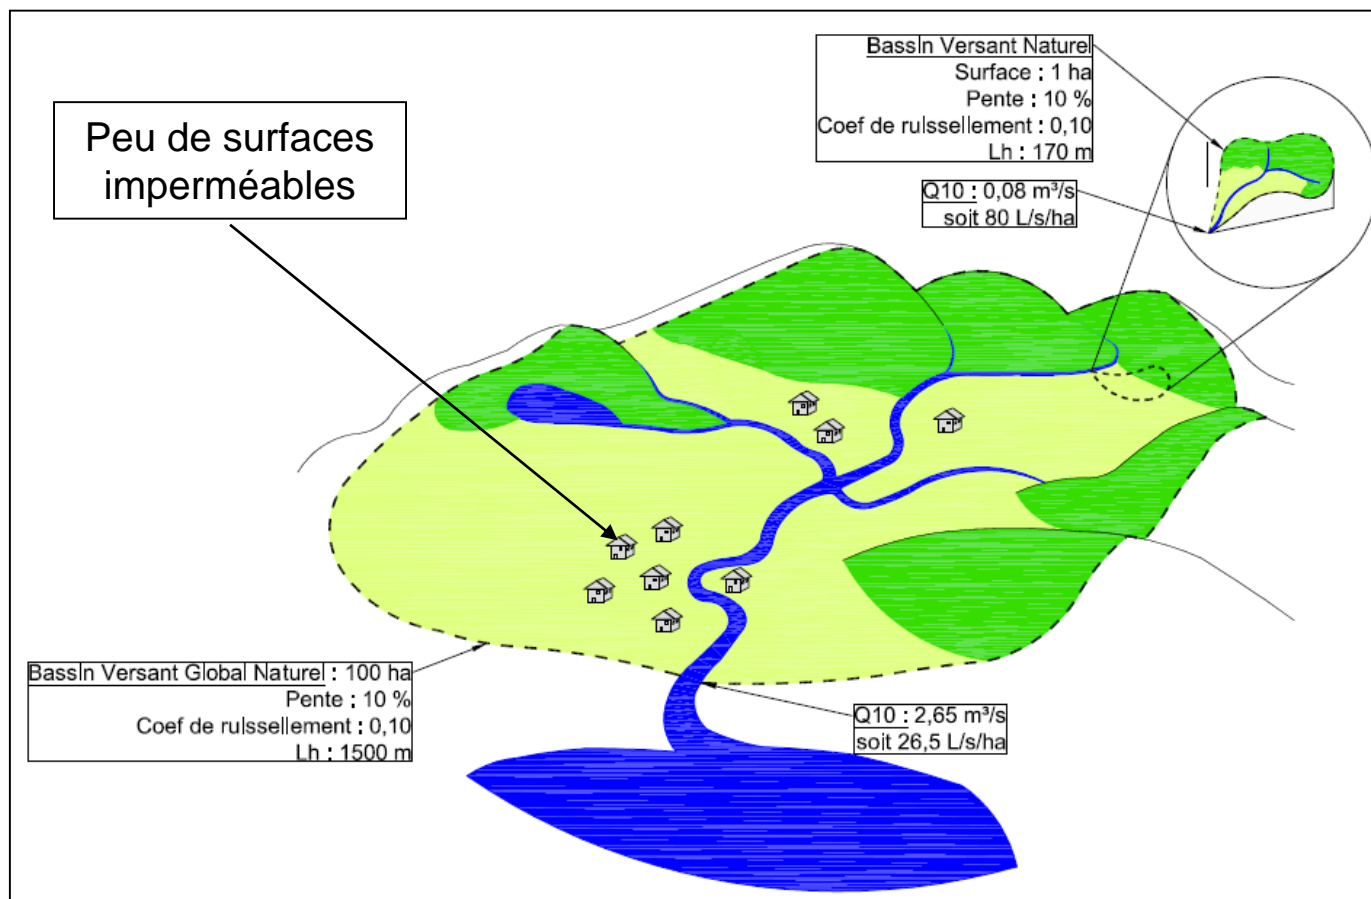 Bassin Versant Naturel
Surface : 1 ha
Pente : 10 %
Coef de ruissellement : 0,10
Lh : 170 m
Peu de surfaces
imperméables
Q10 : 0,08 m³/s
soit 80 L/s/ha
Bassin Versant Global Naturel : 100 ha
Pente : 10 %
Coef de ruissellement : 0,10
Lh : 1500 m
Q10 : 2,65 m³/s
soit 26,5 L/s/ha